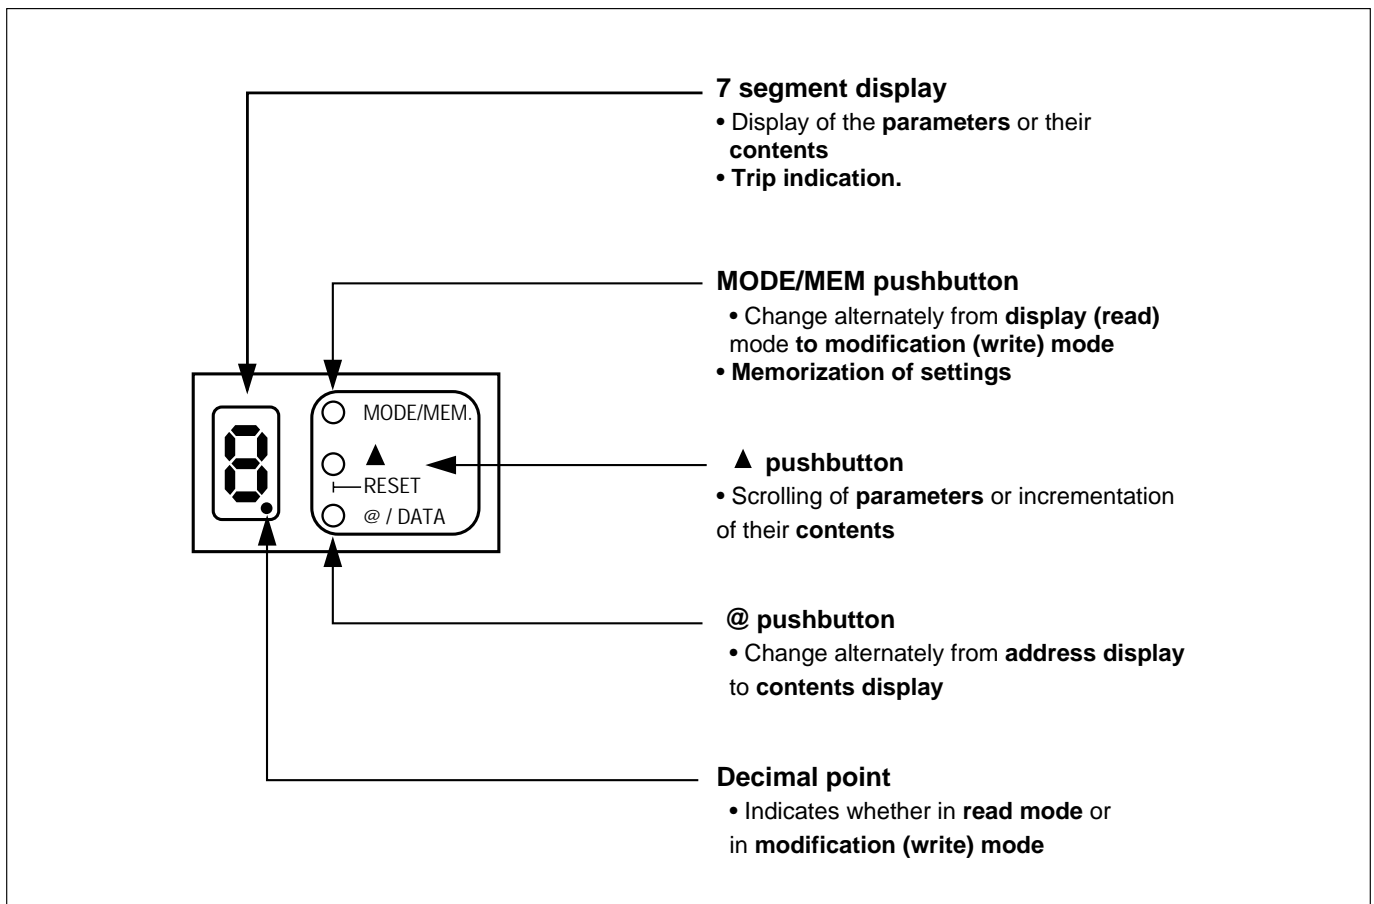 7 segment display
• Display of the parameters or their
contents
• Trip indication.
MODE/MEM pushbutton
• Change alternately from display (read)
mode to modification (write) mode
• Memorization of settings
8.
MODE/MEM.
▲
RESET
@ / DATA
▲ pushbutton
• Scrolling of parameters or incrementation
of their contents
@ pushbutton
• Change alternately from address display
to contents display
Decimal point
• Indicates whether in read mode or
in modification (write) mode